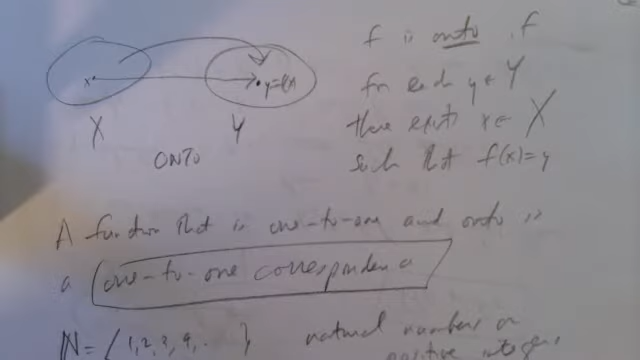 x
y=f(x)
X
Y
ONTO
f is onto if
for each y ∈ Y
there exists x ∈ X
such that f(x)=y
A function that is one-to-one and onto is
a one-to-one correspondence
ℕ = {1,2,3,4,...}
natural numbers or
positive integers